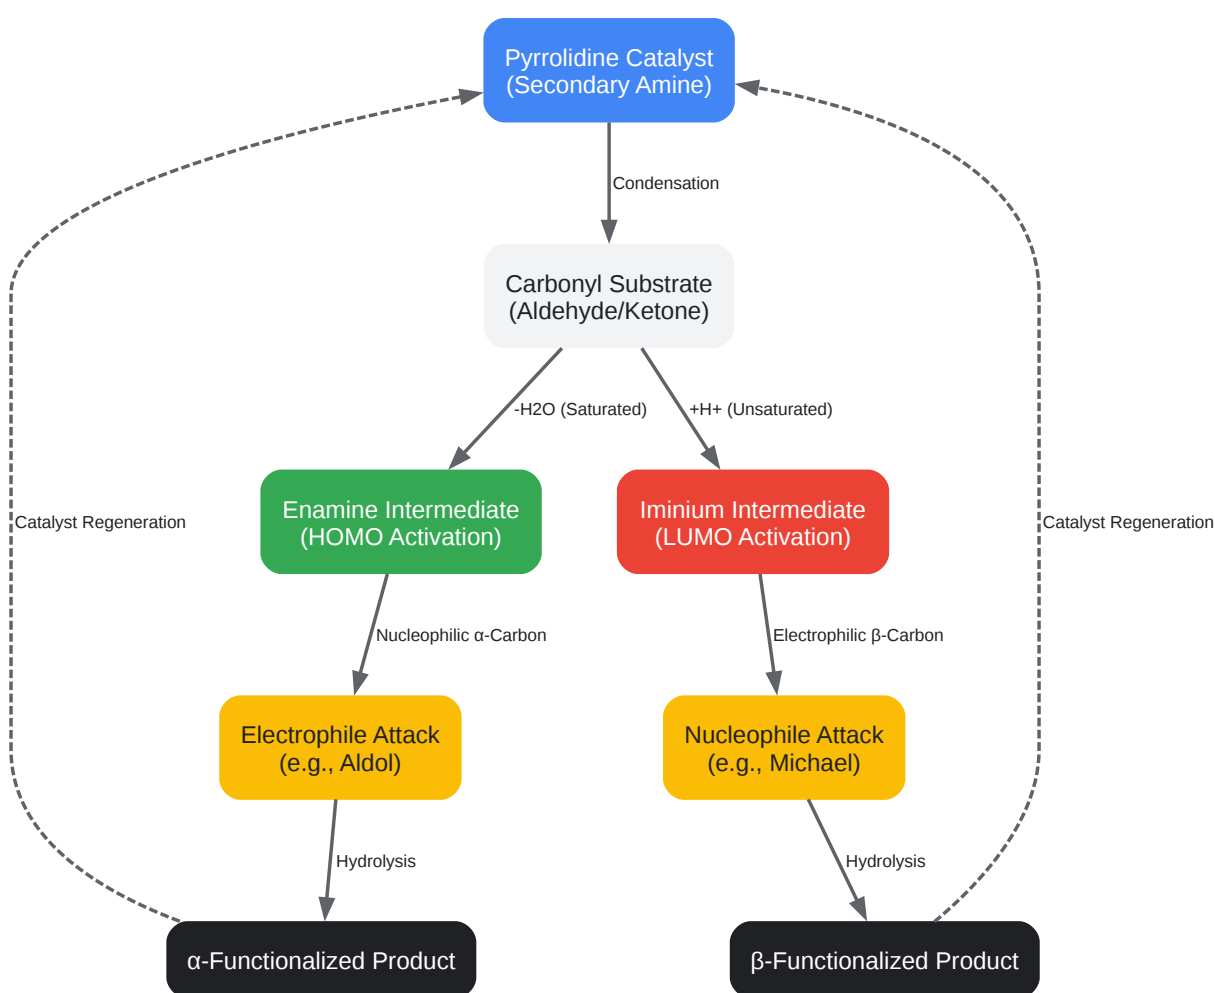 Pyrrolidine Catalyst
(Secondary Amine)
Condensation
Carbonyl Substrate
(Aldehyde/Ketone)
-H2O (Saturated)
+H+ (Unsaturated)
Enamine Intermediate
(HOMO Activation)
Iminium Intermediate
(LUMO Activation)
Catalyst Regeneration
Catalyst Regeneration
Nucleophilic α-Carbon
Electrophilic β-Carbon
Electrophile Attack
(e.g., Aldol)
Nucleophile Attack
(e.g., Michael)
Hydrolysis
Hydrolysis
α-Functionalized Product
β-Functionalized Product